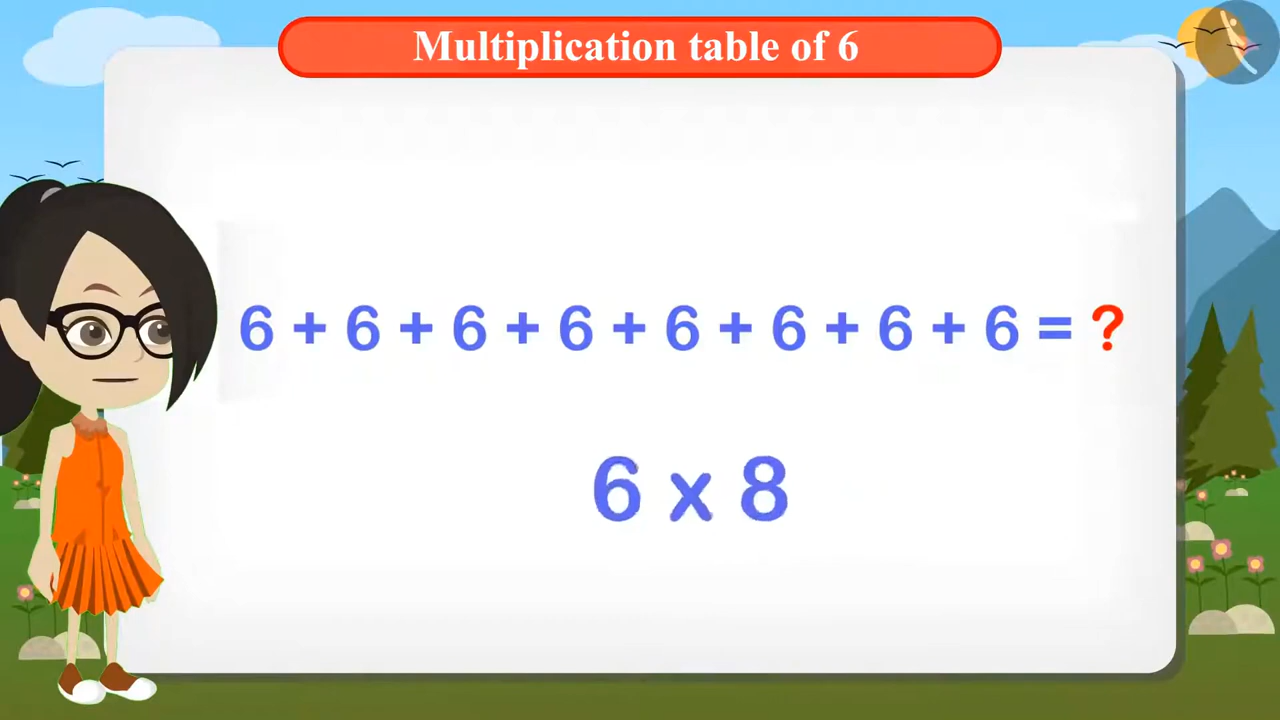 Multiplication table of 6
6 + 6 + 6 + 6 + 6 + 6 + 6 + 6 = ?
6 x 8